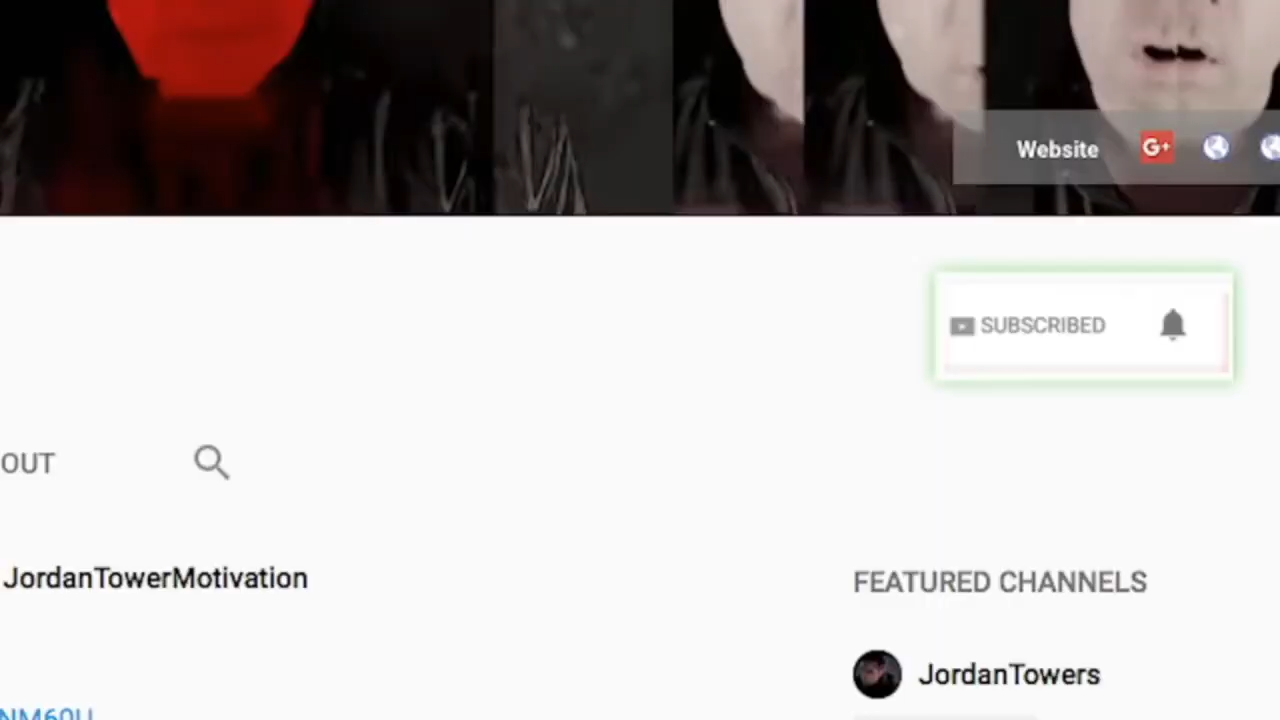 Website G+
SUBSCRIBED
OUT
JordanTowerMotivation
FEATURED CHANNELS
JordanTowers